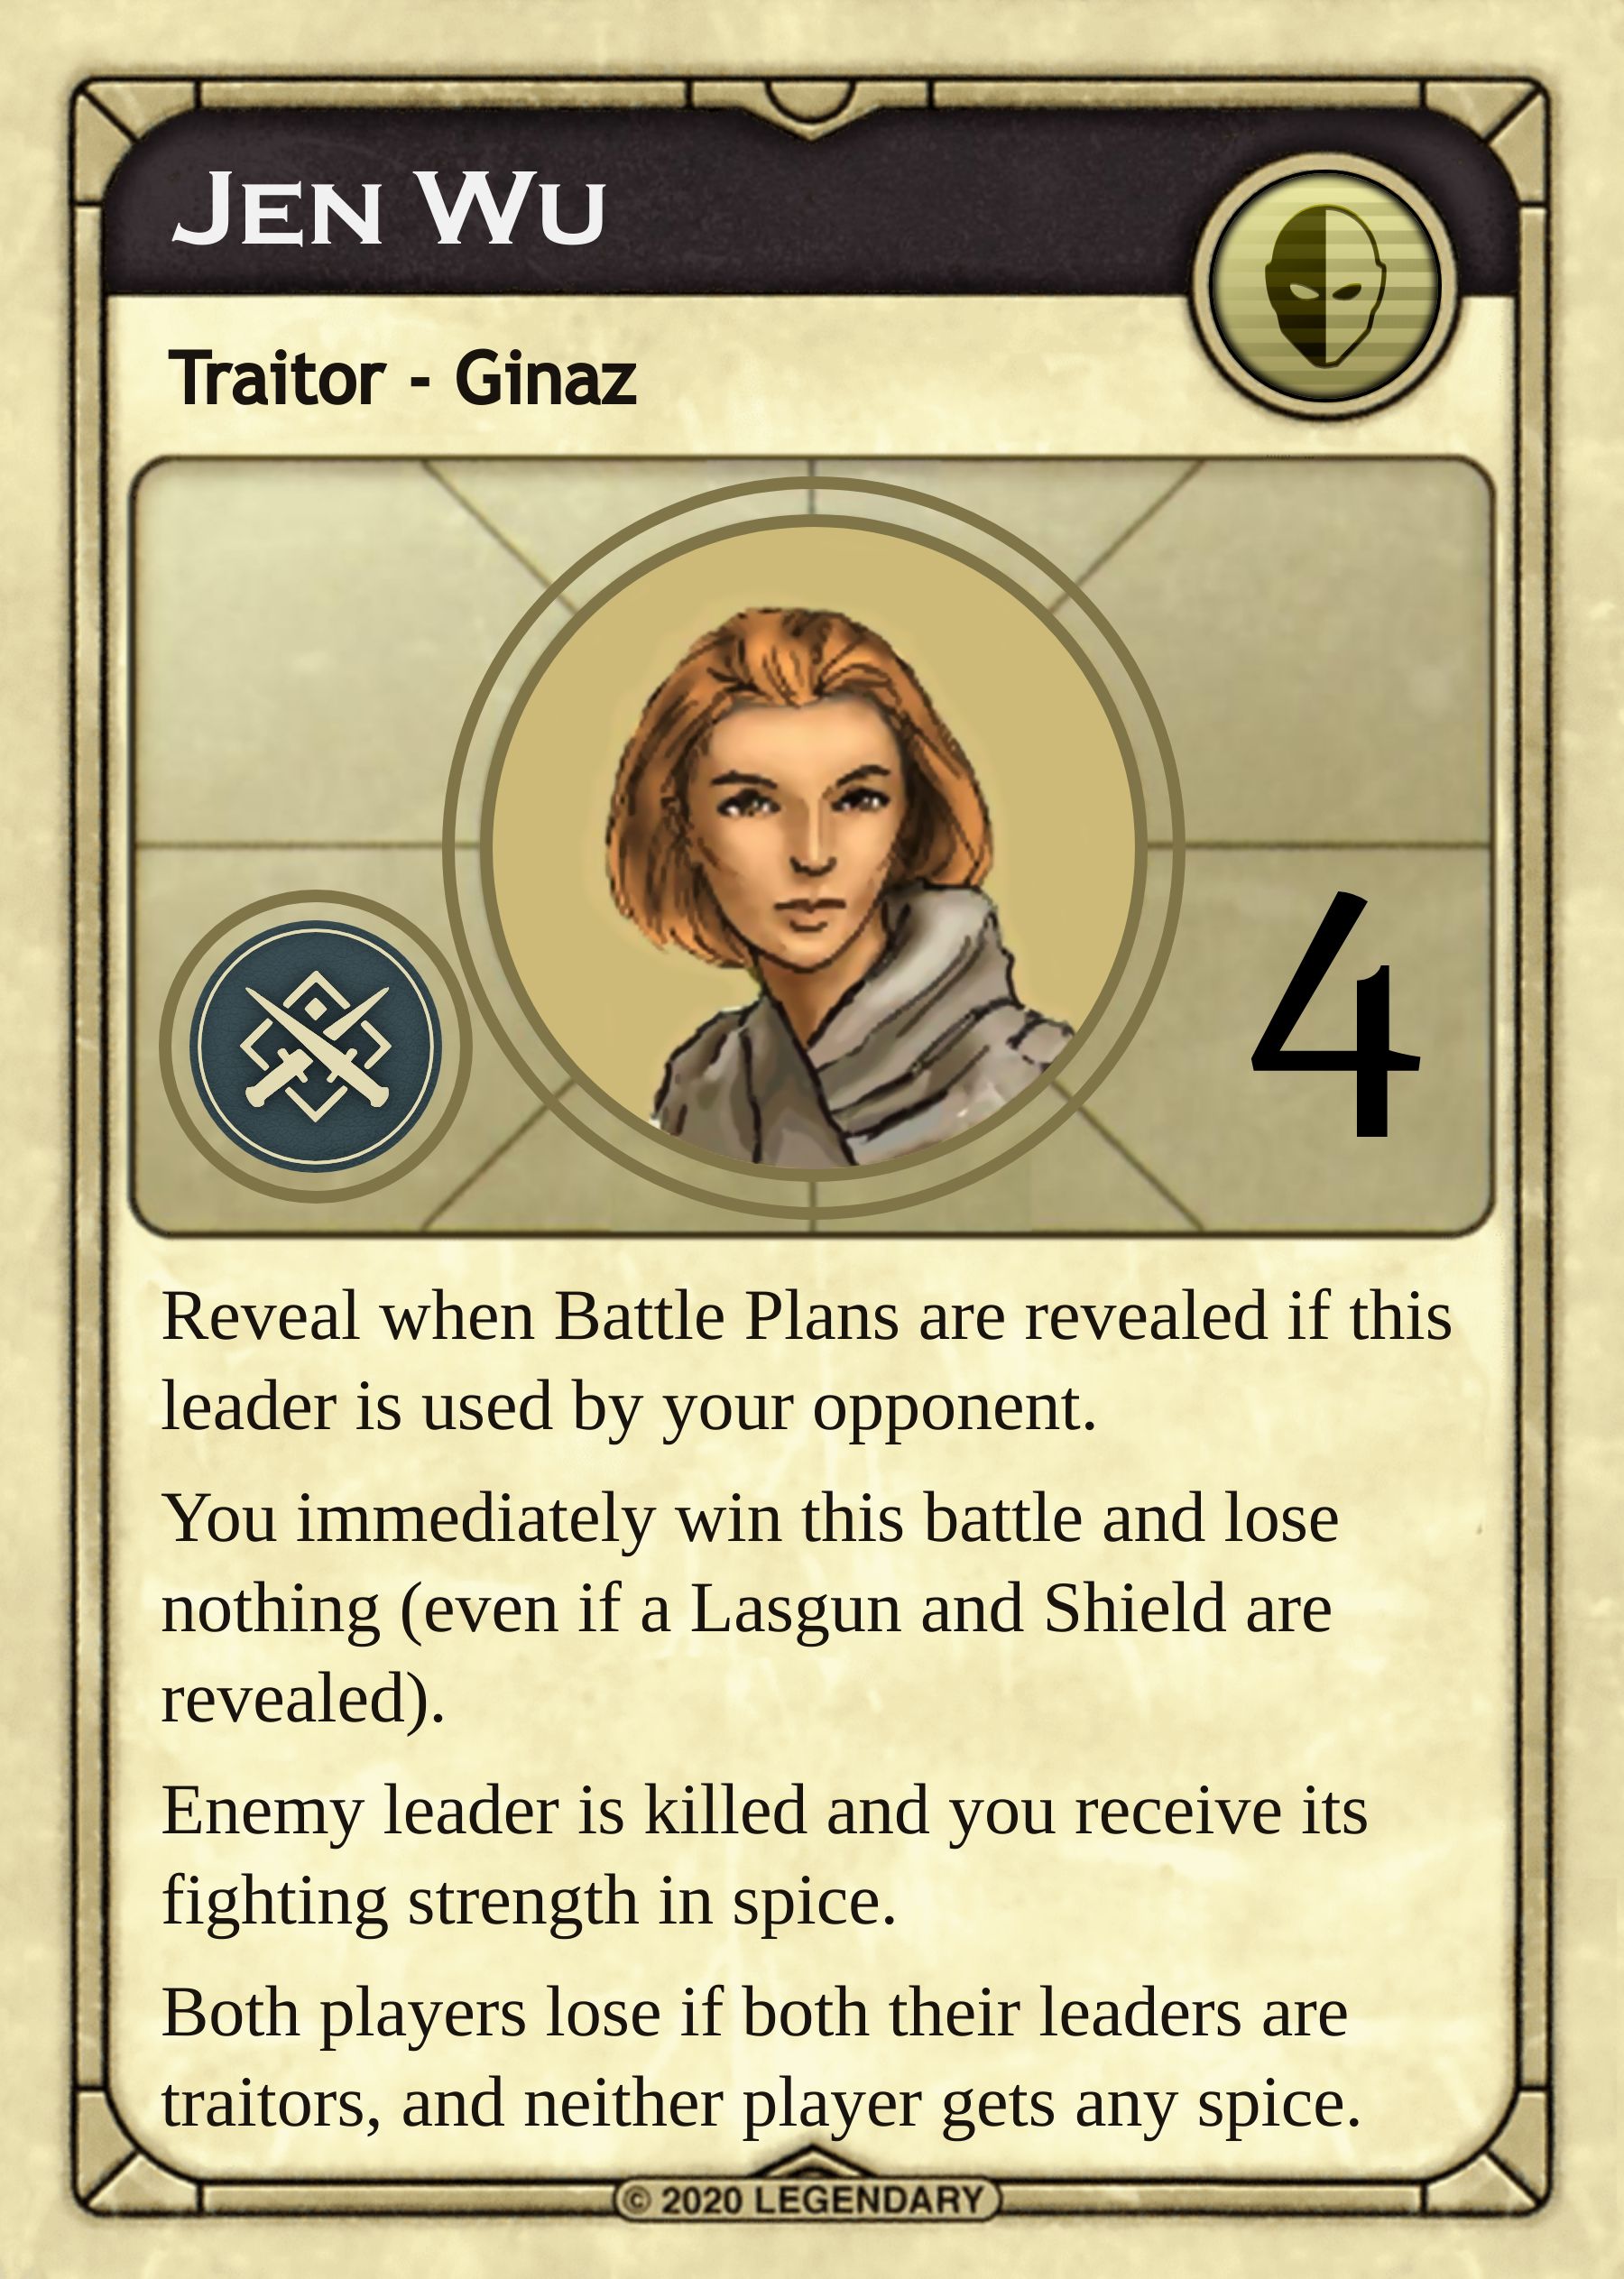 Jen Wu
Traitor - Ginaz
4
Reveal when Battle Plans are revealed if this
leader is used by your opponent.
You immediately win this battle and lose
nothing (even if a Lasgun and Shield are
revealed).
Enemy leader is killed and you receive its
fighting strength in spice.
Both players lose if both their leaders are
traitors, and neither player gets any spice.
© 2020 LEGENDARY